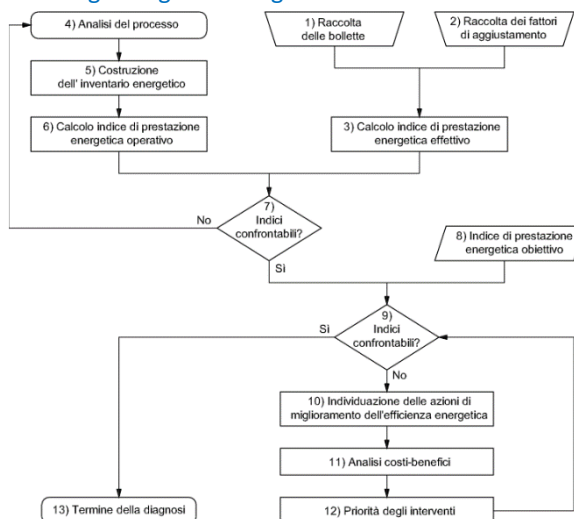 4) Analisi del processo
1) Raccolta
delle bollette
2) Raccolta dei fattori
di aggiustamento
5) Costruzione
dell' inventario energetico
6) Calcolo indice di prestazione
energetica operativo
3) Calcolo indice di prestazione
energetica effettivo
7)
Indici
confrontabili?
No
Sì
8) Indice di prestazione
energetica obiettivo
9)
Indici
confrontabili?
Sì
No
10) Individuazione delle azioni di
miglioramento dell'efficienza energetica
11) Analisi costi-benefici
13) Termine della diagnosi
12) Priorità degli interventi